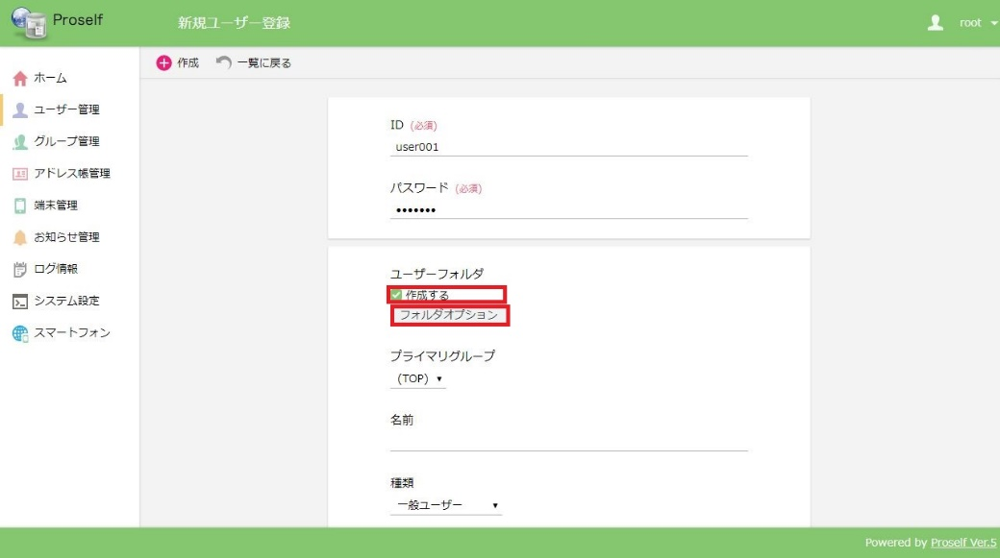 Proself
新規ユーザー登録
root
作成
一覧に戻る
ホーム
ユーザー管理
グループ管理
アドレス帳管理
端末管理
お知らせ管理
ログ情報
システム設定
スマートフォン
ID (必須)
user001
パスワード (必須)
•••••••
ユーザーフォルダ
作成する
フォルダオプション
プライマリグループ
(TOP)
名前
種類
一般ユーザー
Powered by Proself Ver.5